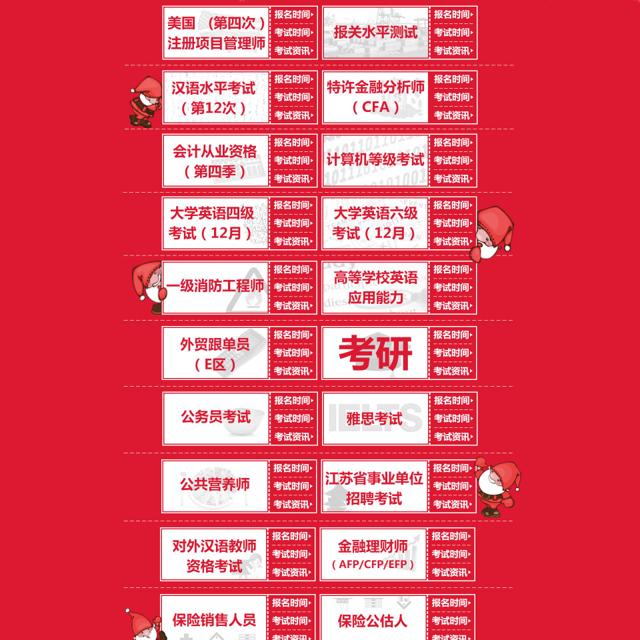 美国 （第四次）
注册项目管理师
报名时间
考试时间
考试资讯
报关水平测试
报名时间
考试时间
考试资讯
汉语水平考试
（第12次）
报名时间
考试时间
考试资讯
特许金融分析师
（CFA）
报名时间
考试时间
考试资讯
会计从业资格
（第四季）
报名时间
考试时间
考试资讯
计算机等级考试
报名时间
考试时间
考试资讯
大学英语四级
考试（12月）
报名时间
考试时间
考试资讯
大学英语六级
考试（12月）
报名时间
考试时间
考试资讯
一级消防工程师
报名时间
考试时间
考试资讯
高等学校英语
应用能力
报名时间
考试时间
考试资讯
外贸跟单员
（E区）
报名时间
考试时间
考试资讯
考研
报名时间
考试时间
考试资讯
公务员考试
报名时间
考试时间
考试资讯
IELTS
雅思考试
报名时间
考试时间
考试资讯
公共营养师
报名时间
考试时间
考试资讯
江苏省事业单位
招聘考试
报名时间
考试时间
考试资讯
对外汉语教师
资格考试
报名时间
考试时间
考试资讯
金融理财师
（AFP/CFP/EFP）
报名时间
考试时间
考试资讯
保险销售人员
报名时间
考试时间
保险公估人
报名时间
考试时间